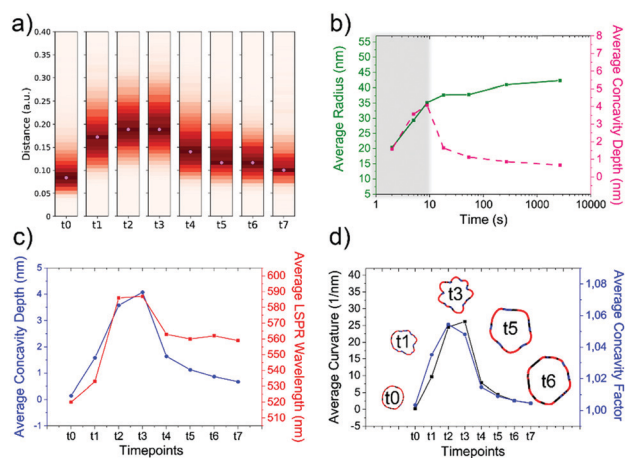 a)
Distance (a.u.)
0.40
0.30
0.25
0.20
0.15
0.10
0.05
0.00
t0 t1 t2 t3 t4 t5 t6 t7
b)
Average Radius (nm)
55
50
45
40
35
30
25
20
15
10
5
0
Average Concavity Depth (nm)
8
7
6
5
4
3
2
1
0
1 10 100 1000 10000
Time (s)
c)
Average Concavity Depth (nm)
5
4
3
2
1
0
-1
Average LSPR Wavelength (nm)
600
590
580
570
560
550
540
530
520
510
t0 t1 t2 t3 t4 t5 t6 t7
Timepoints
d)
Average Curvature (1/nm)
40
35
30
25
20
15
10
5
0
-5
Average Concavity Factor
1,08
1,06
1,04
1,02
1,00
t3
t1
t5
t0
t6
t0 t1 t2 t3 t4 t5 t6 t7
Timepoints